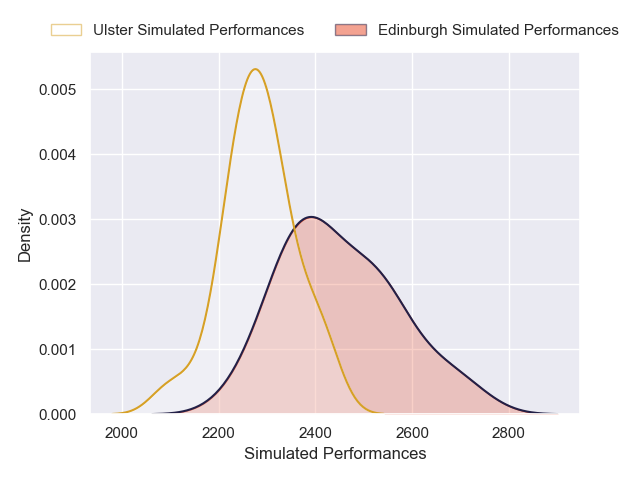 Ulster Simulated Performances
Edinburgh Simulated Performances
0.005
0.004
0.003
0.002
0.001
0.000
Density
2000
2200
2400
2600
2800
Simulated Performances